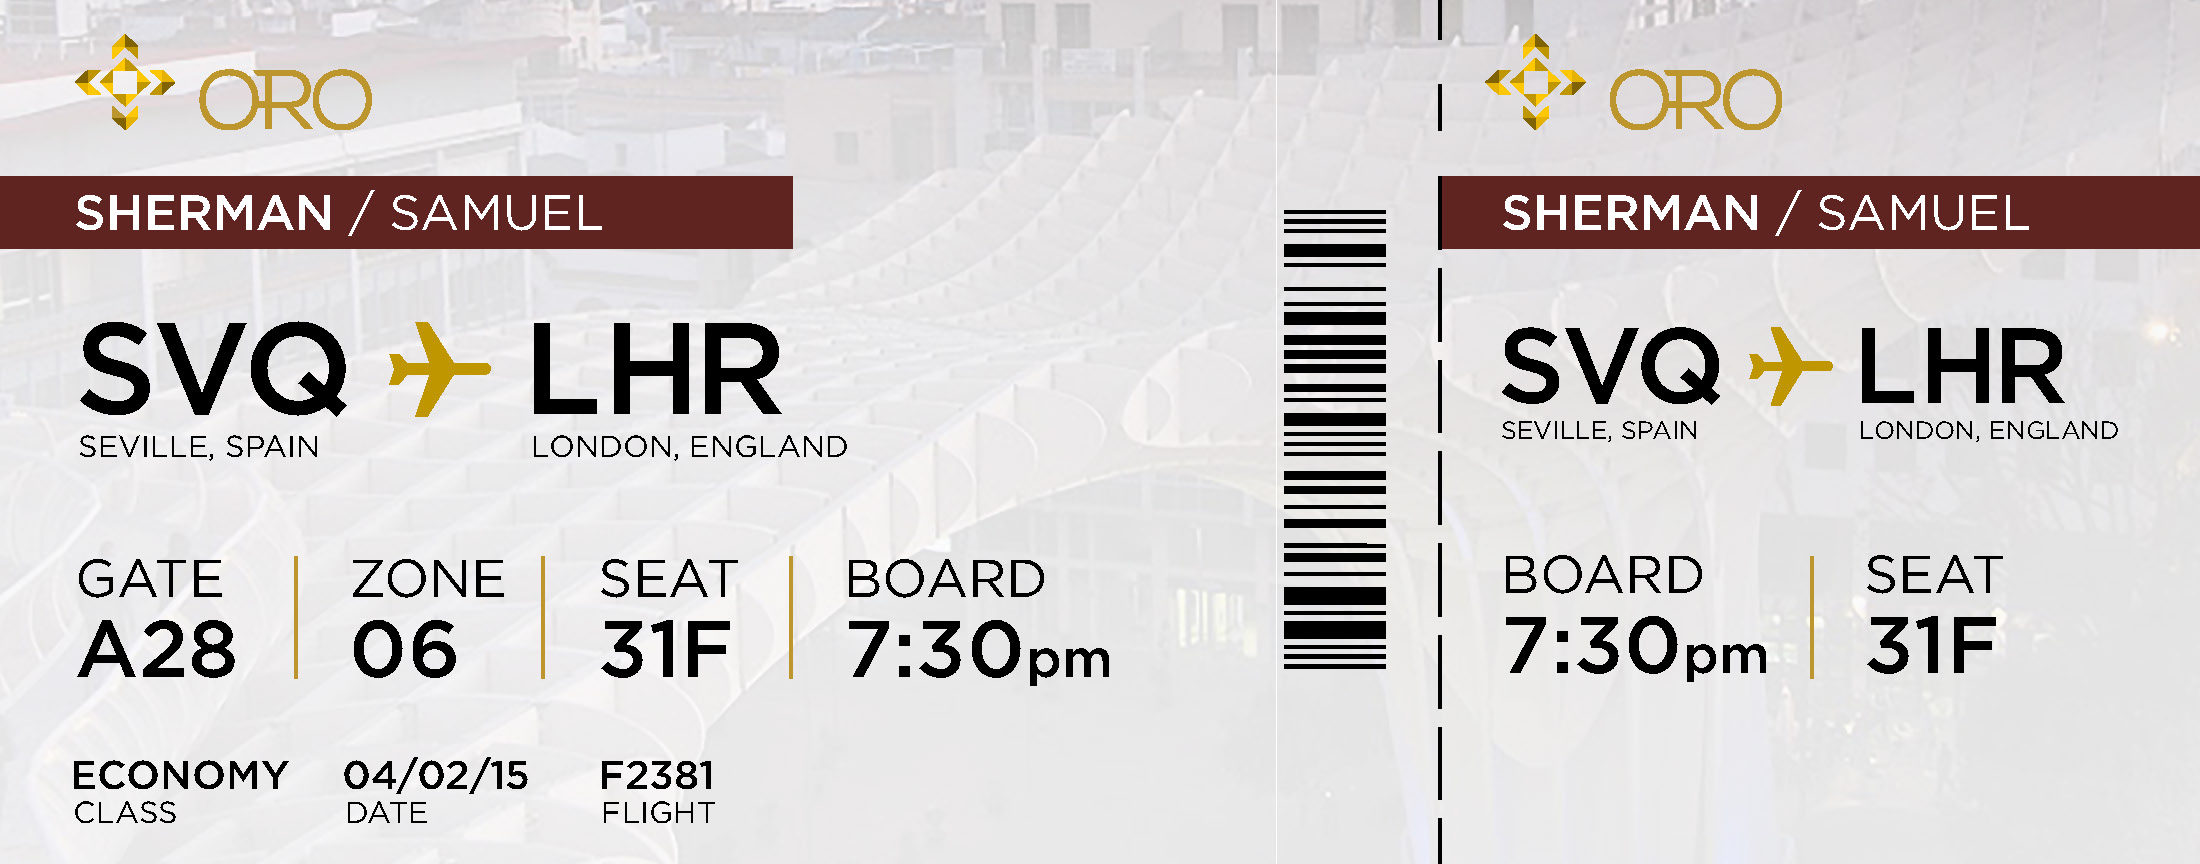 ORO
SHERMAN / SAMUEL
SVQ LHR
SEVILLE, SPAIN LONDON, ENGLAND
GATE ZONE SEAT BOARD
A28 06 31F 7:30pm
ECONOMY 04/02/15 F2381
CLASS DATE FLIGHT
ORO
SHERMAN / SAMUEL
SVQ LHR
SEVILLE, SPAIN LONDON, ENGLAND
BOARD SEAT
7:30pm 31F